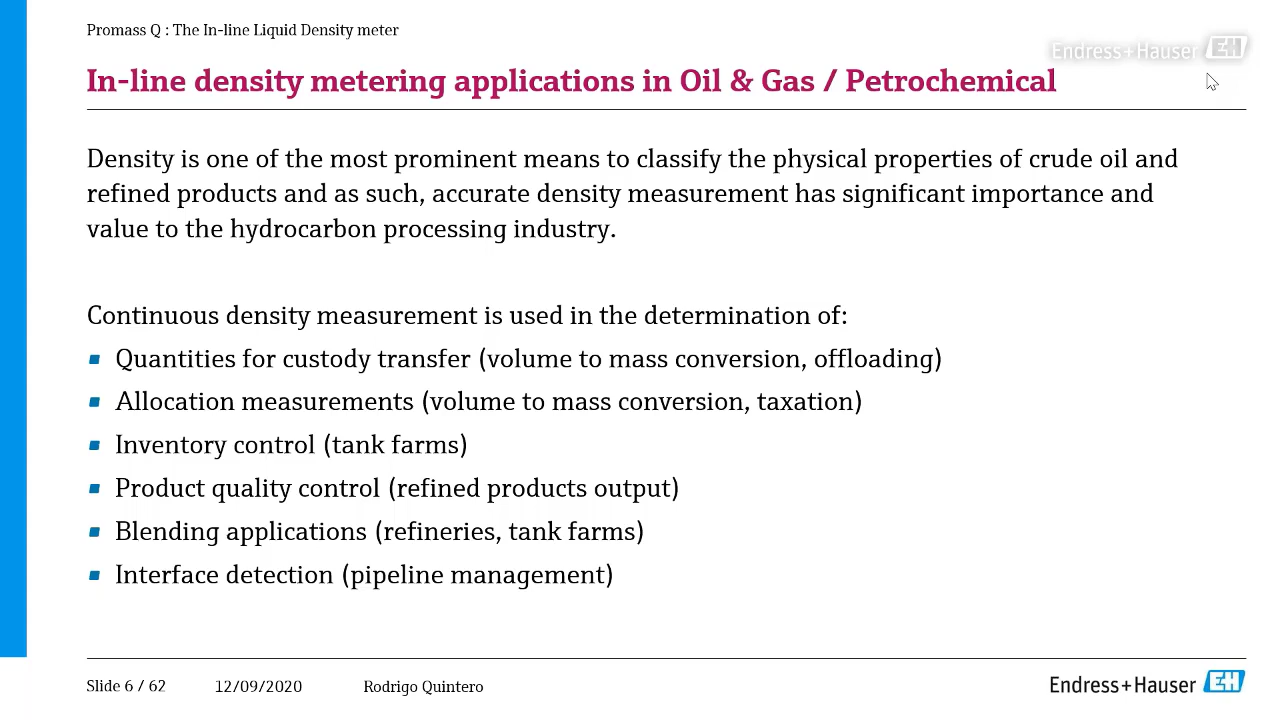 Promass Q : The In-line Liquid Density meter
Endress+Hauser EH
In-line density metering applications in Oil & Gas / Petrochemical
Density is one of the most prominent means to classify the physical properties of crude oil and
refined products and as such, accurate density measurement has significant importance and
value to the hydrocarbon processing industry.
Continuous density measurement is used in the determination of:
Quantities for custody transfer (volume to mass conversion, offloading)
Allocation measurements (volume to mass conversion, taxation)
Inventory control (tank farms)
Product quality control (refined products output)
Blending applications (refineries, tank farms)
Interface detection (pipeline management)
Slide 6 / 62 12/09/2020 Rodrigo Quintero
Endress+Hauser EH